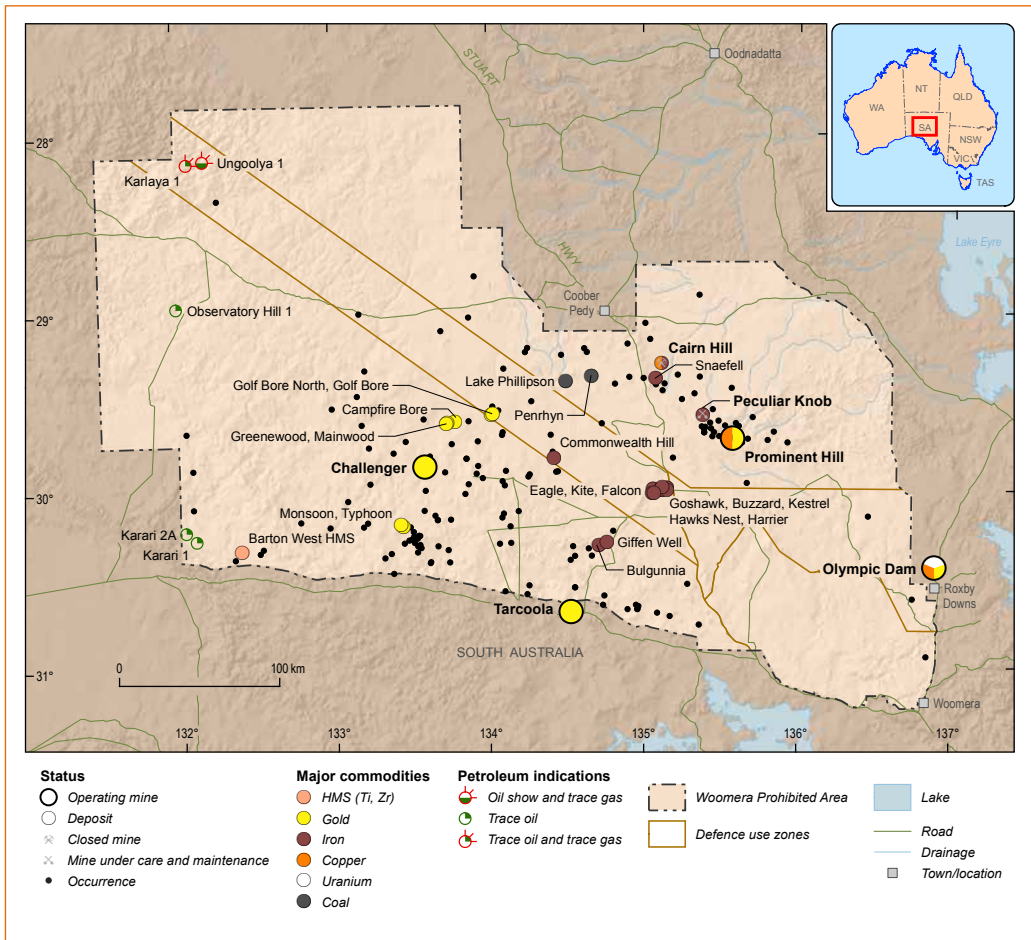 Oodnadatta
STUART
HWY
NT
WA
QLD
SA
NSW
VIC
TAS
28°
Ungoolya 1
Karlaya 1
Lake Eyre
Coober
Pedy
29°
Observatory Hill 1
Cairn Hill
Snaefell
Lake Phillipson
Golf Bore North, Golf Bore
Penrhyn
Peculiar Knob
Campfire Bore
Greenewood, Mainwood
Commonwealth Hill
Prominent Hill
Challenger
30°
Eagle, Kite, Falcon
Goshawk, Buzzard, Kestrel
Hawks Nest, Harrier
Monsoon, Typhoon
Karari 2A
Barton West HMS
Karari 1
Giffen Well
Bulgunnia
Olympic Dam
Roxby
Downs
Tarcoola
SOUTH AUSTRALIA
0
100 km
31°
Woomera
132
133
134
135
136
137
Status
Operating mine
Deposit
Closed mine
Mine under care and maintenance
Occurrence
Major commodities
HMS (Ti, Zr)
Gold
Iron
Copper
Uranium
Coal
Petroleum indications
Oil show and trace gas
Trace oil
Trace oil and trace gas
Woomera Prohibited Area
Defence use zones
Lake
Road
Drainage
Town/location